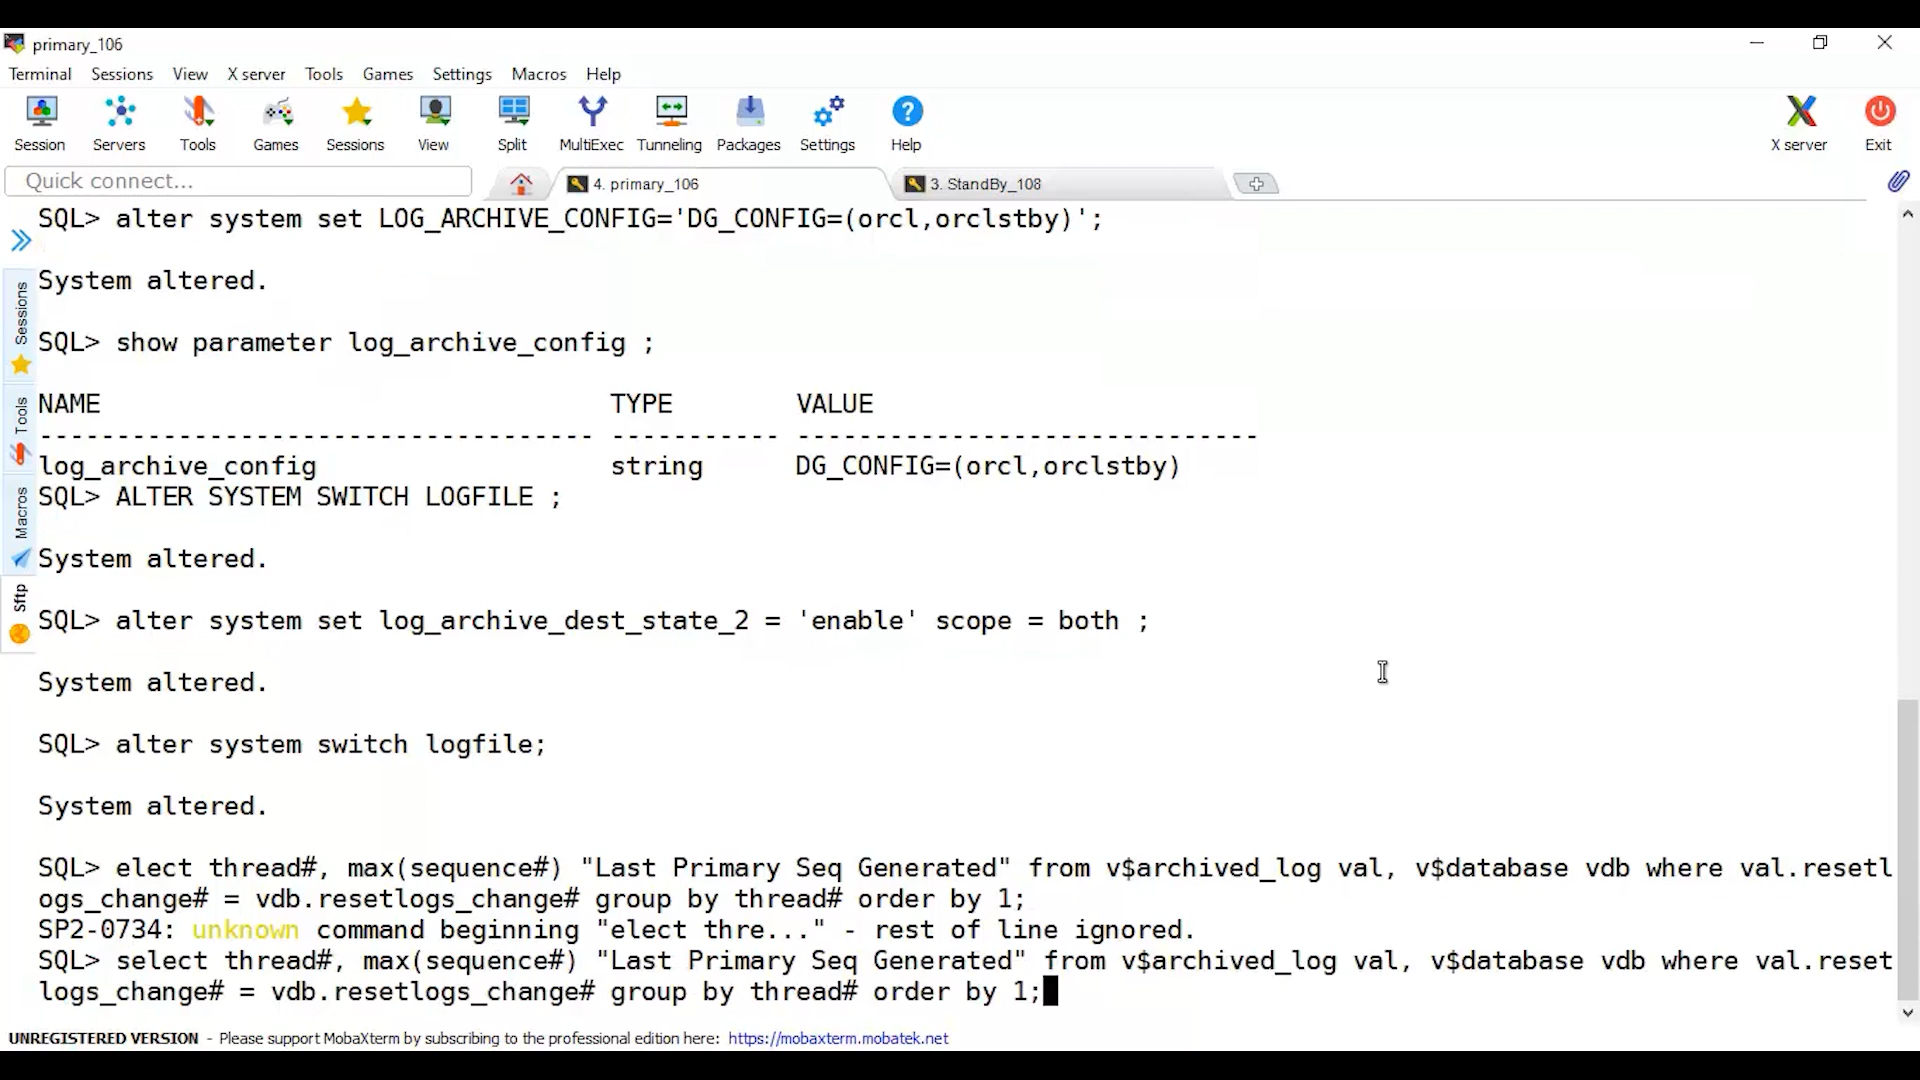 primary_106
Terminal Sessions View X server Tools Games Settings Macros Help
Session Servers Tools Games Sessions View Split MultiExec Tunneling Packages Settings Help X server Exit
Quick connect...
4. primary_106
3. StandBy_108
Sessions
Tools
Macros
Sftp
SQL> alter system set LOG_ARCHIVE_CONFIG='DG_CONFIG=(orcl,orclstby)';
System altered.
SQL> show parameter log_archive_config ;
NAME TYPE VALUE
------------------------------------ ----------- ------------------------------
log_archive_config string DG_CONFIG=(orcl,orclstby)
SQL> ALTER SYSTEM SWITCH LOGFILE ;
System altered.
SQL> alter system set log_archive_dest_state_2 = 'enable' scope = both ;
System altered.
SQL> alter system switch logfile;
System altered.
SQL> elect thread#, max(sequence#) "Last Primary Seq Generated" from v$archived_log val, v$database vdb where val.resetl
ogs_change# = vdb.resetlogs_change# group by thread# order by 1;
SP2-0734: unknown command beginning "elect thre..." - rest of line ignored.
SQL> select thread#, max(sequence#) "Last Primary Seq Generated" from v$archived_log val, v$database vdb where val.reset
logs_change# = vdb.resetlogs_change# group by thread# order by 1;
UNREGISTERED VERSION - Please support MobaXterm by subscribing to the professional edition here: https://mobaxterm.mobatek.net